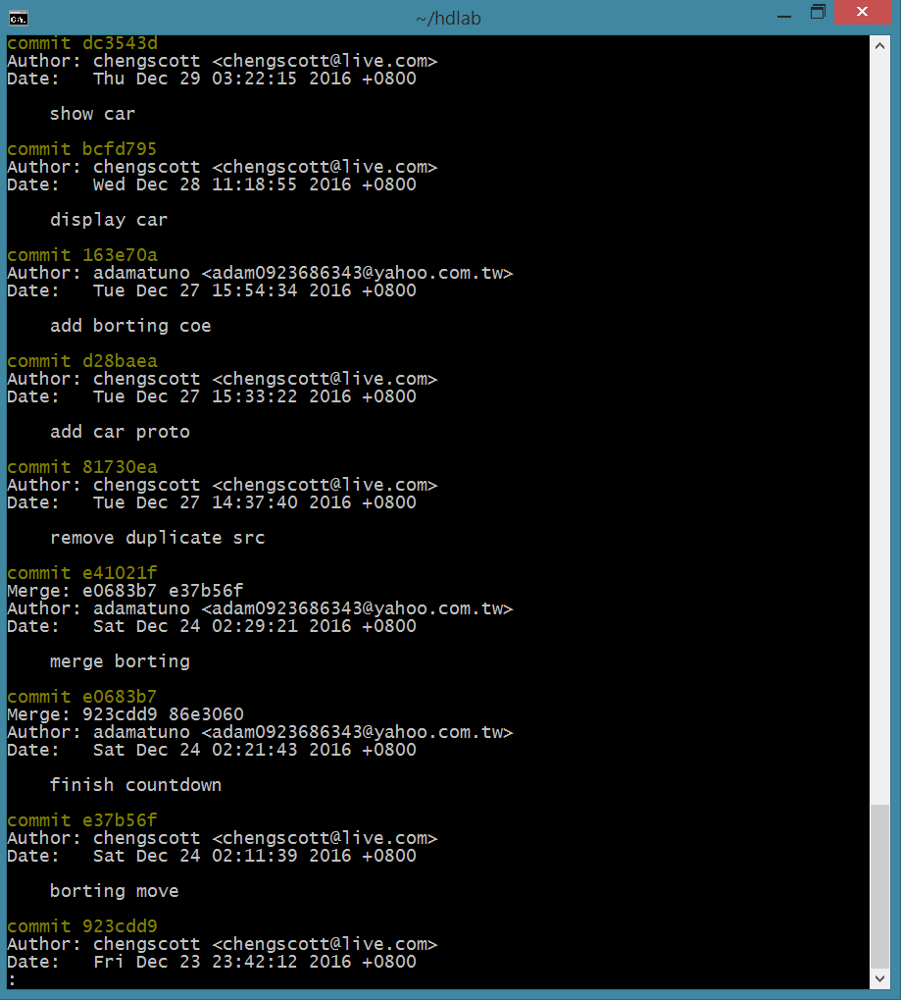 ~/hdlab
commit dc3543d
Author: chengscott <chengscott@live.com>
Date:   Thu Dec 29 03:22:15 2016 +0800
    show car
commit bcfd795
Author: chengscott <chengscott@live.com>
Date:   Wed Dec 28 11:18:55 2016 +0800
    display car
commit 163e70a
Author: adamatuno <adam0923686343@yahoo.com.tw>
Date:   Tue Dec 27 15:54:34 2016 +0800
    add borting coe
commit d28baea
Author: chengscott <chengscott@live.com>
Date:   Tue Dec 27 15:33:22 2016 +0800
    add car proto
commit 81730ea
Author: chengscott <chengscott@live.com>
Date:   Tue Dec 27 14:37:40 2016 +0800
    remove duplicate src
commit e41021f
Merge: e0683b7 e37b56f
Author: adamatuno <adam0923686343@yahoo.com.tw>
Date:   Sat Dec 24 02:29:21 2016 +0800
    merge borting
commit e0683b7
Merge: 923cdd9 86e3060
Author: adamatuno <adam0923686343@yahoo.com.tw>
Date:   Sat Dec 24 02:21:43 2016 +0800
    finish countdown
commit e37b56f
Author: chengscott <chengscott@live.com>
Date:   Sat Dec 24 02:11:39 2016 +0800
    borting move
commit 923cdd9
Author: chengscott <chengscott@live.com>
Date:   Fri Dec 23 23:42:12 2016 +0800
: